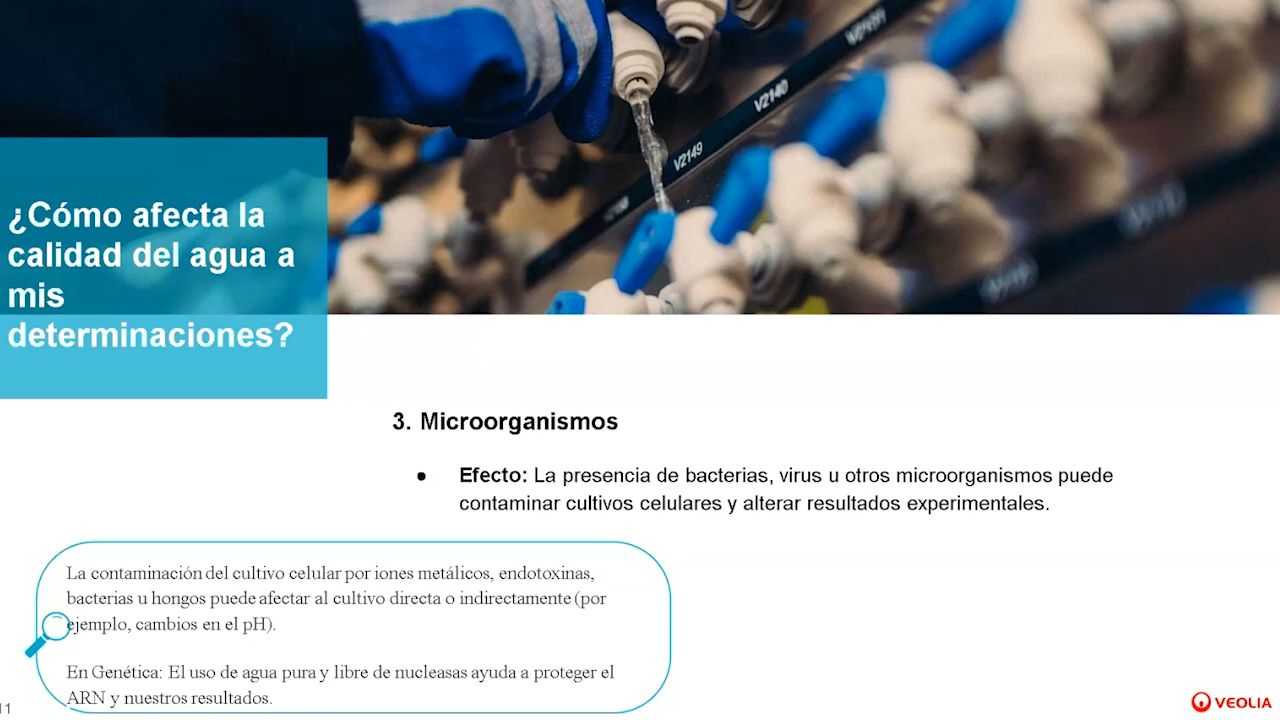 V2140
V2149
¿Cómo afecta la
calidad del agua a
mis
determinaciones?
3. Microorganismos
● Efecto: La presencia de bacterias, virus u otros microorganismos puede
contaminar cultivos celulares y alterar resultados experimentales.
La contaminación del cultivo celular por iones metálicos, endotoxinas,
bacterias u hongos puede afectar al cultivo directa o indirectamente (por
ejemplo, cambios en el pH).
En Genética: El uso de agua pura y libre de nucleasas ayuda a proteger el
ARN y nuestros resultados.
11
VEOLIA